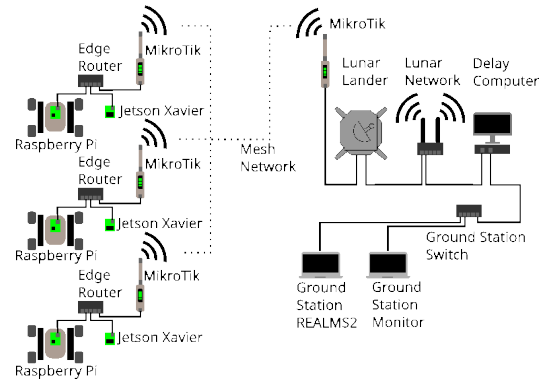 MikroTik
Edge
Router
MikroTik
Jetson Xavier
Raspberry Pi
Edge
Router
MikroTik
Jetson Xavier
Raspberry Pi
Edge
Router
MikroTik
Jetson Xavier
Raspberry Pi
Mesh
Network
Lunar
Lander
Lunar
Network
Delay
Computer
Ground Station
Switch
Ground
Station
REALMS2
Ground
Station
Monitor